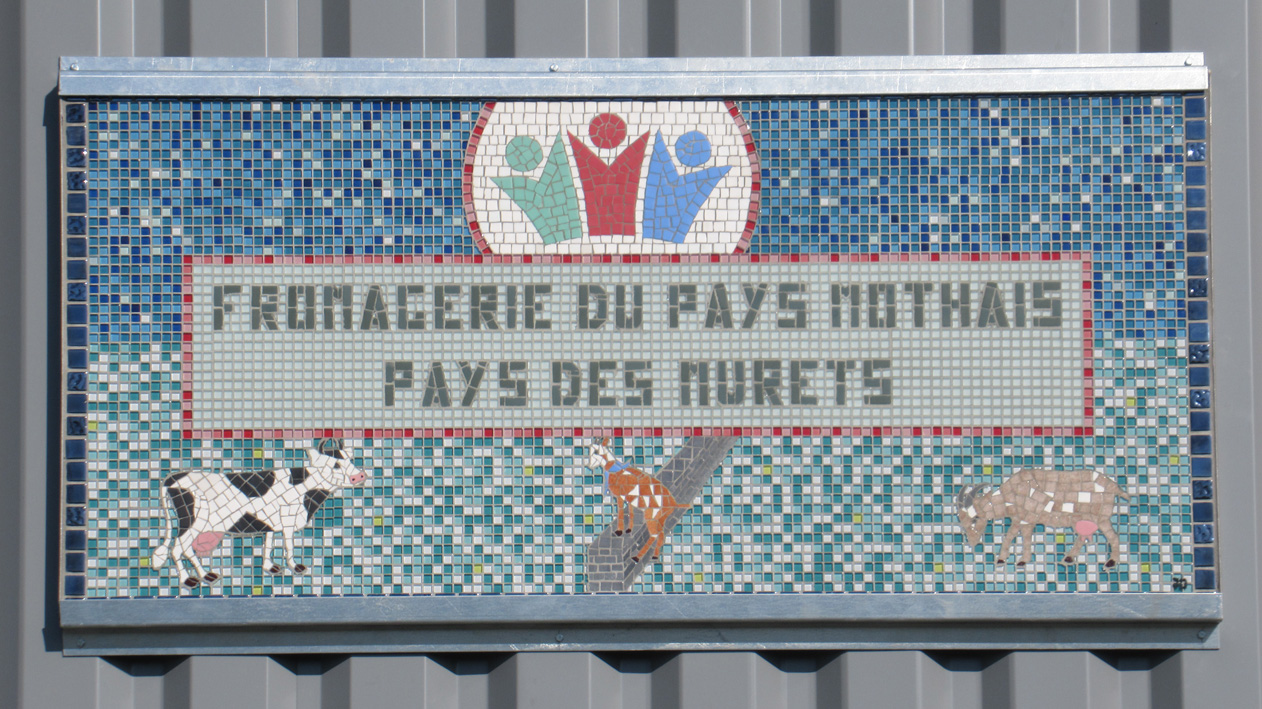 FROMAGERIE DU PAYS MOTHAIS
PAYS DES MURETS